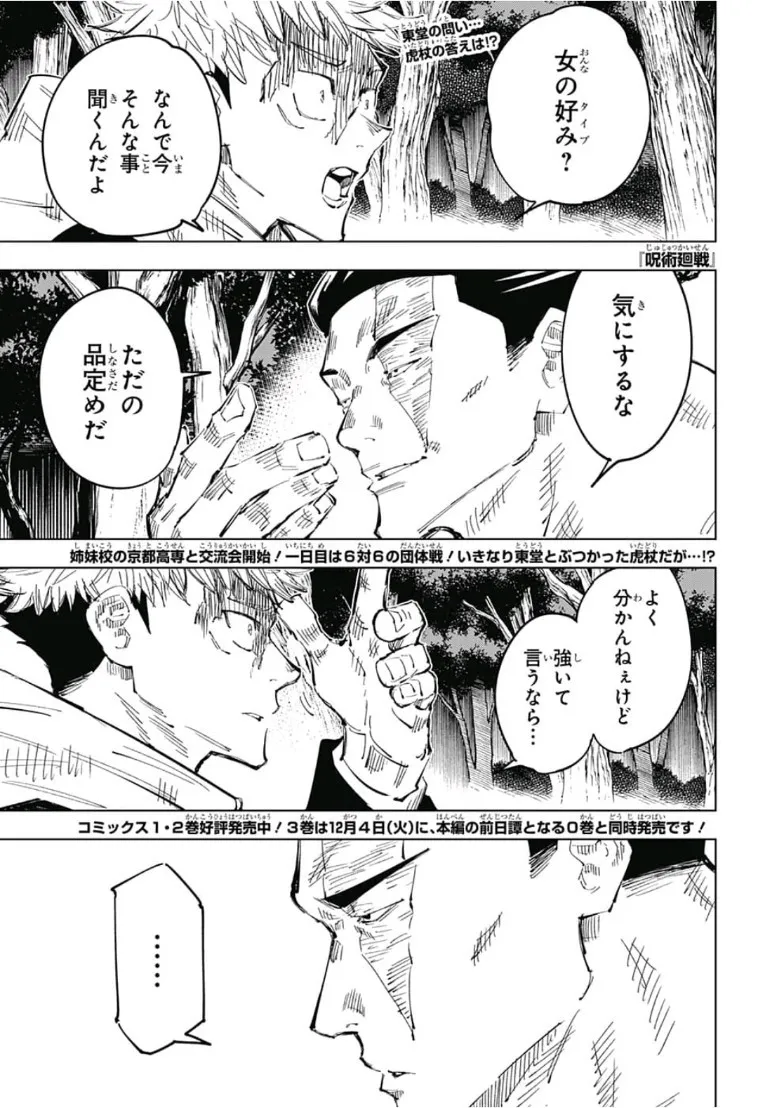 東堂の問い…
虎杖の答えは!?
女の好み?
タイプ
なんで今
そんな事
聞くんだよ
『呪術廻戦』
気にするな
ただの
品定めだ
姉妹校の京都高専と交流会開始!一日目は6対6の団体戦!いきなり東堂とぶつかった虎杖だが…!?
よく
分かんねぇけど
強いて
言うなら…
コミックス1・2巻好評発売中!3巻は12月4日(火)に、本編の前日譚となる0巻と同時発売です!
……